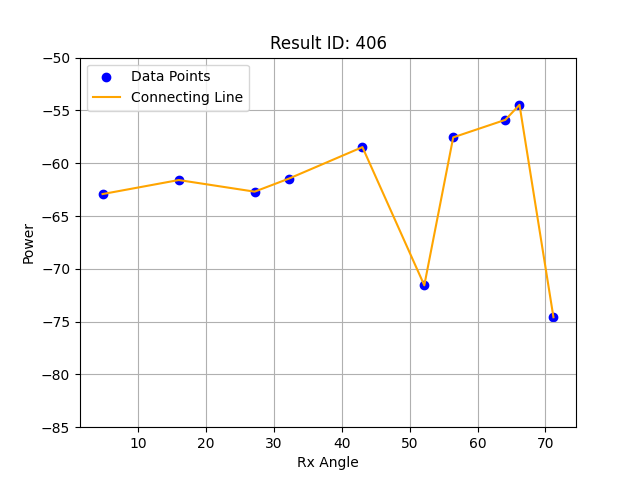 Result ID: 406
Data Points
Connecting Line
−50
−55
−60
−65
−70
−75
−80
−85
Power
10 20 30 40 50 60 70
Rx Angle